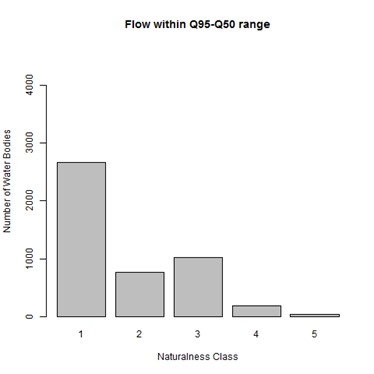 Flow within Q95-Q50 range
4000
3000
2000
1000
0
Number of Water Bodies
1 2 3 4 5
Naturalness Class